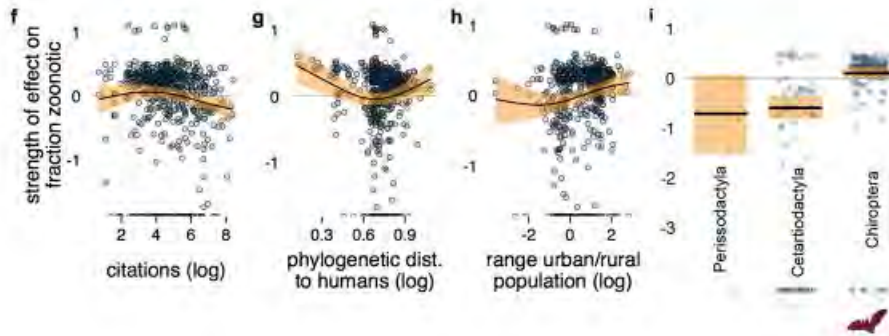 f
g
h
i
strength of effect on
fraction zoonotic
1
0
-1
2 4 6 8
citations (log)
1
0
-1
0.3 0.6 0.9
phylogenetic dist.
to humans (log)
1
0
-1
-2 0 2
range urban/rural
population (log)
1
0
-1
-2
-3
Perissodactyla
Cetartiodactyla
Chiroptera